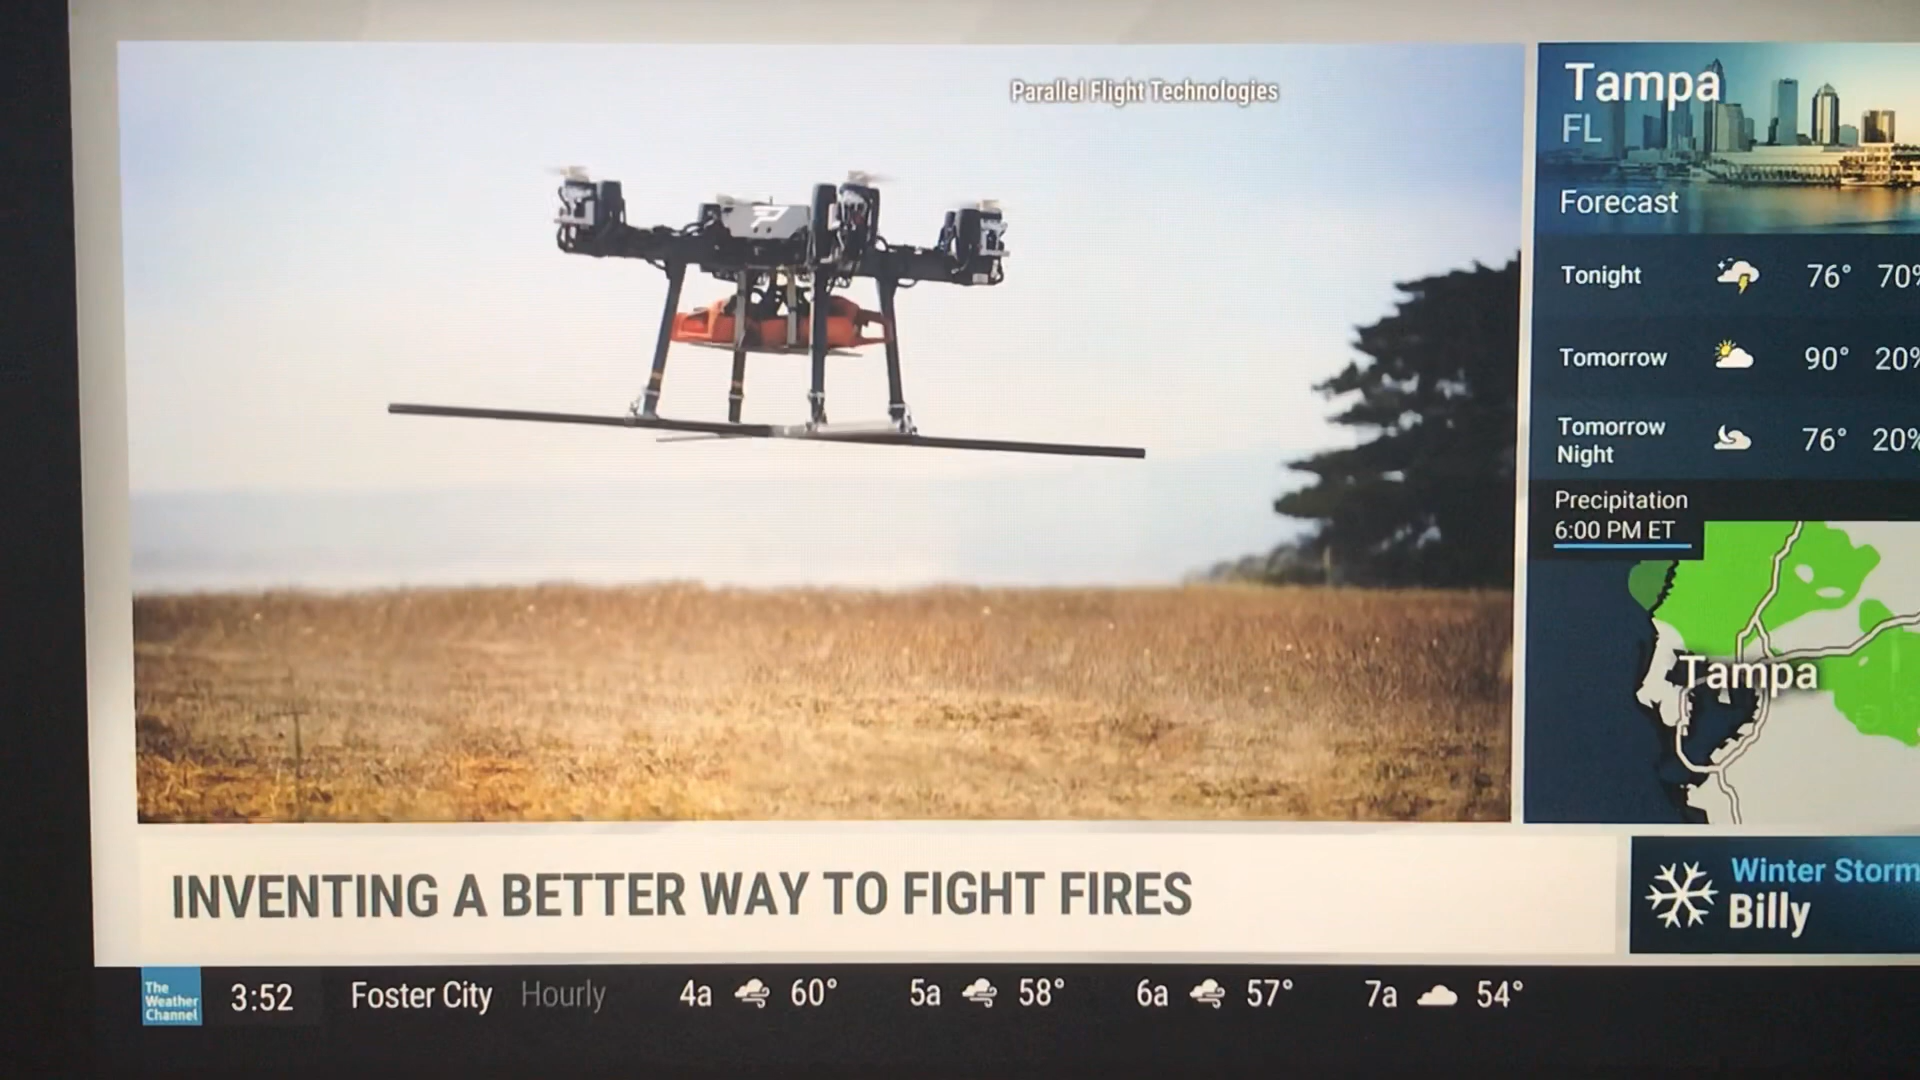 Parallel Flight Technologies
Tampa
FL
Forecast
Tonight 76° 70%
Tomorrow 90° 20%
Tomorrow
Night 76° 20%
Precipitation
6:00 PM ET
Tampa
INVENTING A BETTER WAY TO FIGHT FIRES
Winter Storm
Billy
The
Weather
Channel
3:52 Foster City Hourly 4a 60° 5a 58° 6a 57° 7a 54°